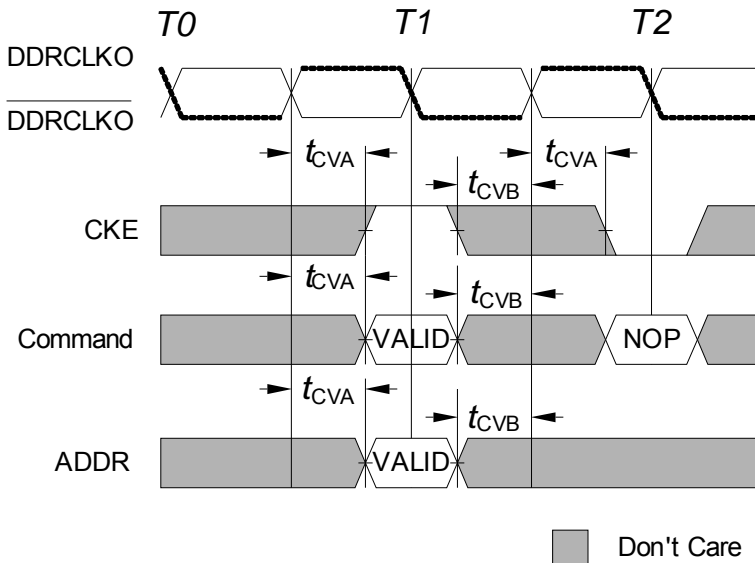 T0 T1 T2
DDRCLKO
DDRCLKO
tCVA tCVA
tCVB
CKE
tCVA
tCVB
Command VALID NOP
tCVA
tCVB
ADDR VALID
Don't Care